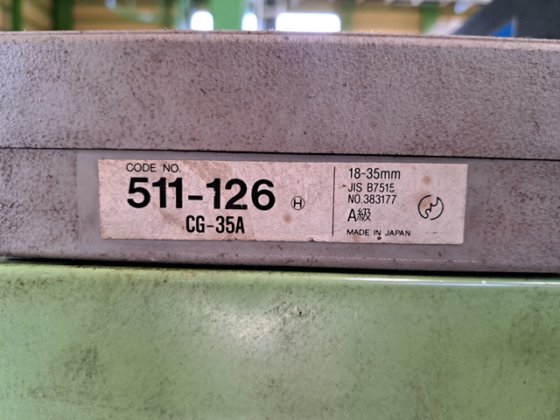 CODE NO.
511-126 Ⓗ
CG-35A
18-35mm
JIS B7515
NO.383177
A級
MADE IN JAPAN